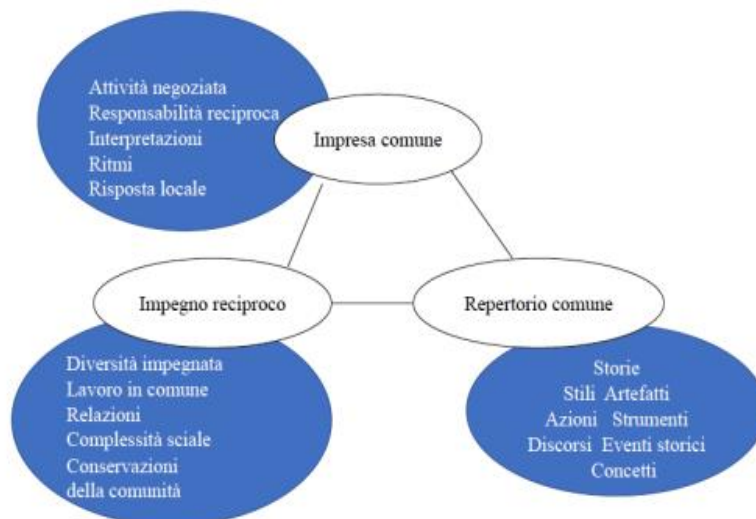 Attività negoziata
Responsabilità reciproca
Interpretazioni
Ritmi
Risposta locale
Impresa comune
Impegno reciproco
Repertorio comune
Diversità impegnata
Lavoro in comune
Relazioni
Complessità sciale
Conservazioni
della comunità
Storie
Stili Artefatti
Azioni Strumenti
Discorsi Eventi storici
Concetti